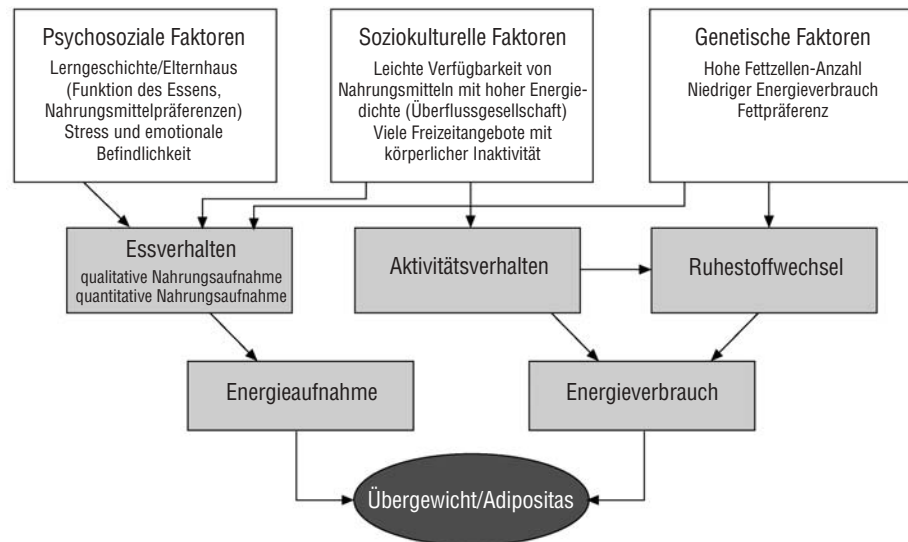 Psychosoziale Faktoren
Lerngeschichte/Elternhaus
(Funktion des Essens,
Nahrungsmittelpräferenzen)
Stress und emotionale
Befindlichkeit
Soziokulturelle Faktoren
Leichte Verfügbarkeit von
Nahrungsmitteln mit hoher Energie-
dichte (Überflussgesellschaft)
Viele Freizeitangebote mit
körperlicher Inaktivität
Genetische Faktoren
Hohe Fettzellen-Anzahl
Niedriger Energieverbrauch
Fettpräferenz
Essverhalten
qualitative Nahrungsaufnahme
quantitative Nahrungsaufnahme
Aktivitätsverhalten
Ruhestoffwechsel
Energieaufnahme
Energieverbrauch
Übergewicht/Adipositas